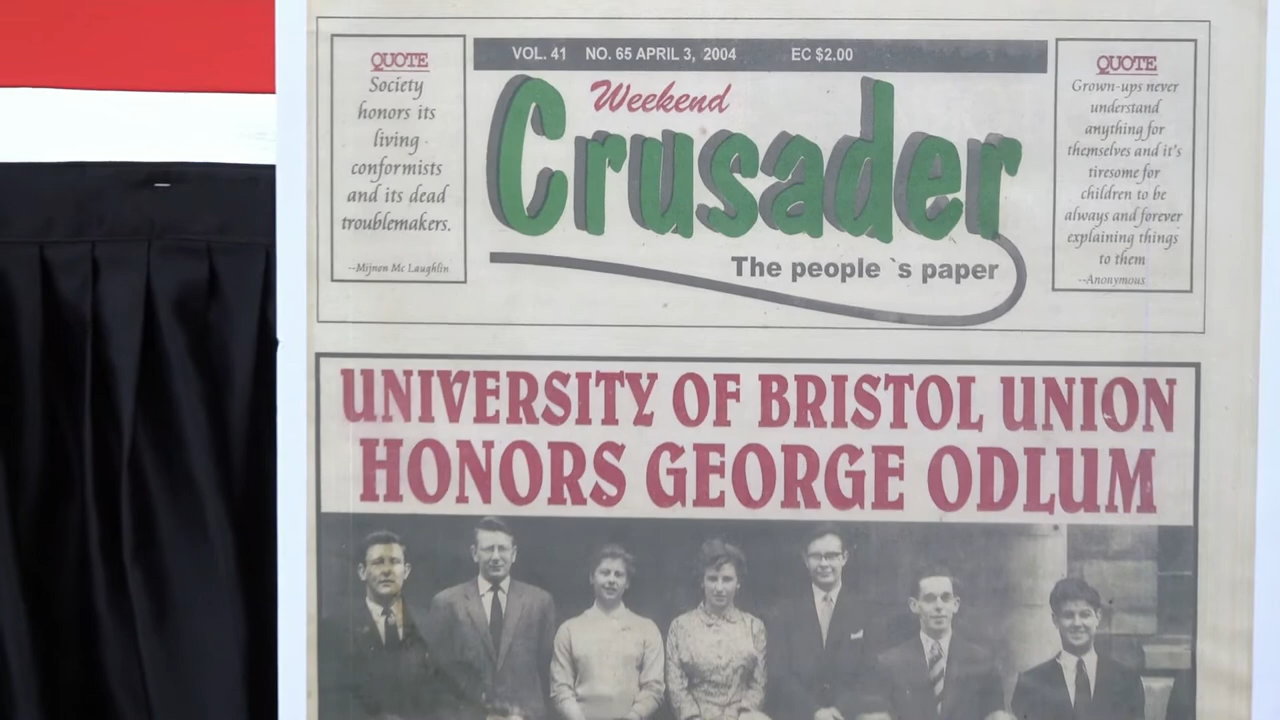 QUOTE
Society
honors its
living
conformists
and its dead
troublemakers.
--Mijnon Mc Laughlin
VOL. 41 NO. 65 APRIL 3, 2004 EC $2.00
Weekend
Crusader
The people `s paper
QUOTE
Grown-ups never
understand
anything for
themselves and it's
tiresome for
children to be
always and forever
explaining things
to them
--Anonymous
UNIVERSITY OF BRISTOL UNION
HONORS GEORGE ODLUM